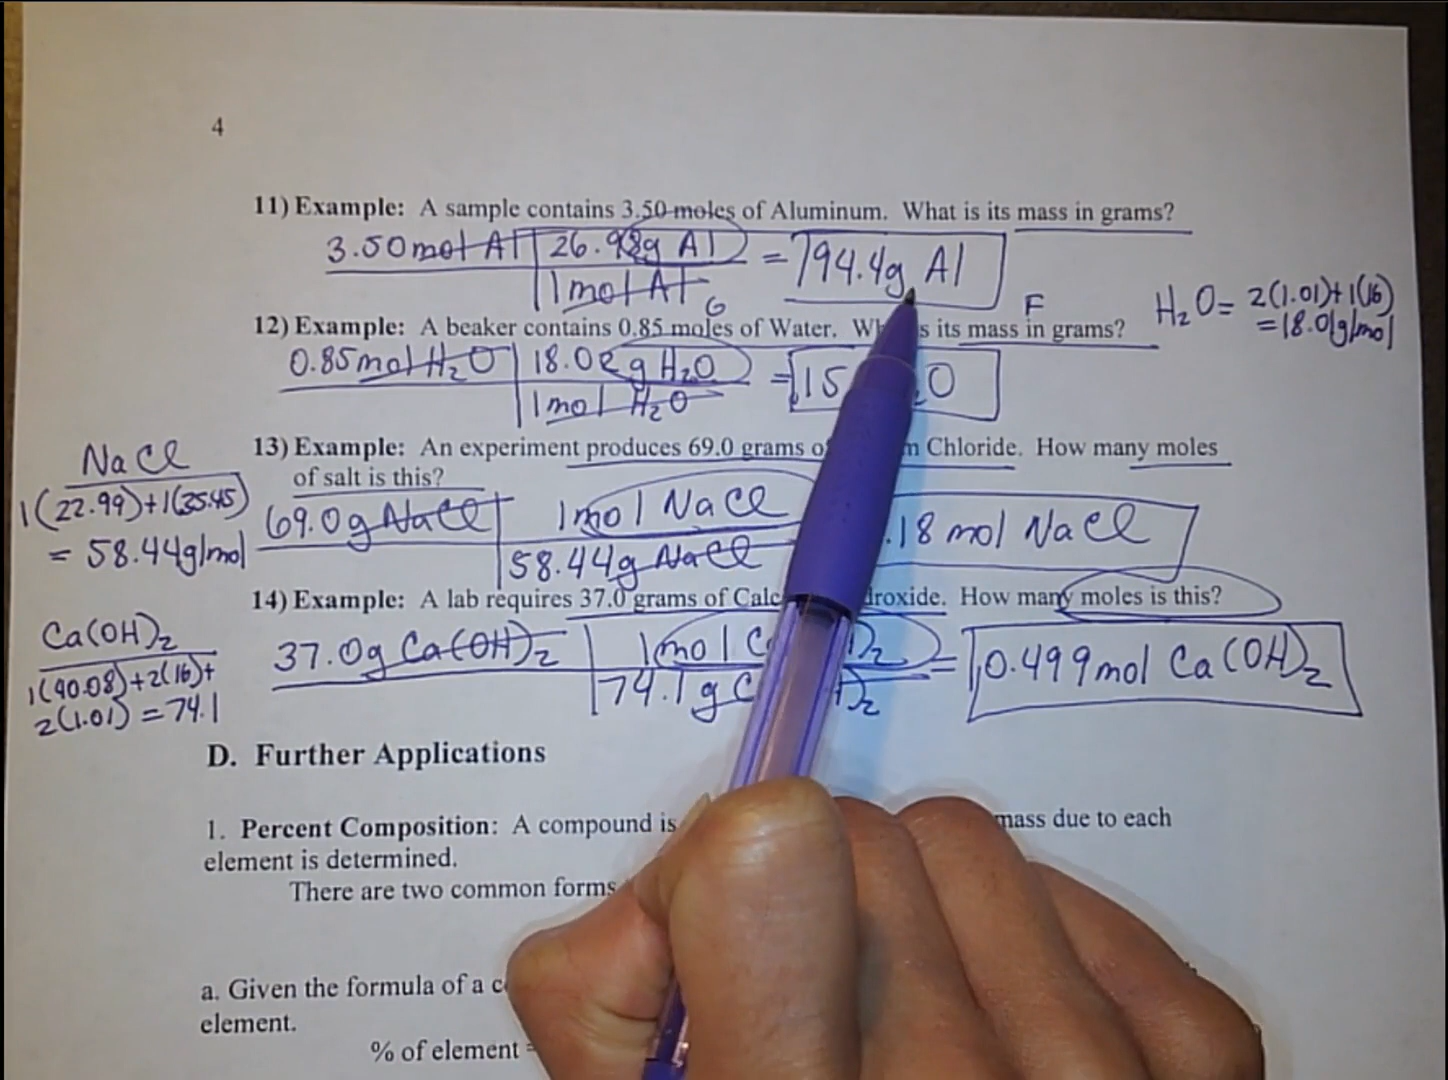 4
11) Example: A sample contains 3.50 moles of Aluminum. What is its mass in grams?
3.50 mol Al 26.98g Al = 94.4g Al
1 mol Al
G F
12) Example: A beaker contains 0.85 moles of Water. its mass in grams?
H₂O = 2(1.01)+1(16)
= 18.01g/mol
0.85 mol H₂O 18.02 g H₂O = 15
1 mol H₂O
13) Example: An experiment produces 69.0 grams Chloride. How many moles
of salt is this?
NaCl
1(22.99)+1(35.45)
= 58.44g/mol
69.0g NaCl 1 mol NaCl .18 mol NaCl
58.44g NaCl
14) Example: A lab requires 37.0 grams of How many moles is this?
Ca(OH)₂
1(40.08)+2(16)+
2(1.01) = 74.1
37.0g Ca(OH)₂ 1 mol = 0.499 mol Ca(OH)₂
74.1g
D. Further Applications
1. Percent Composition: A compound is mass due to each
element is determined.
There are two common forms
a. Given the formula of a
element.
% of element =